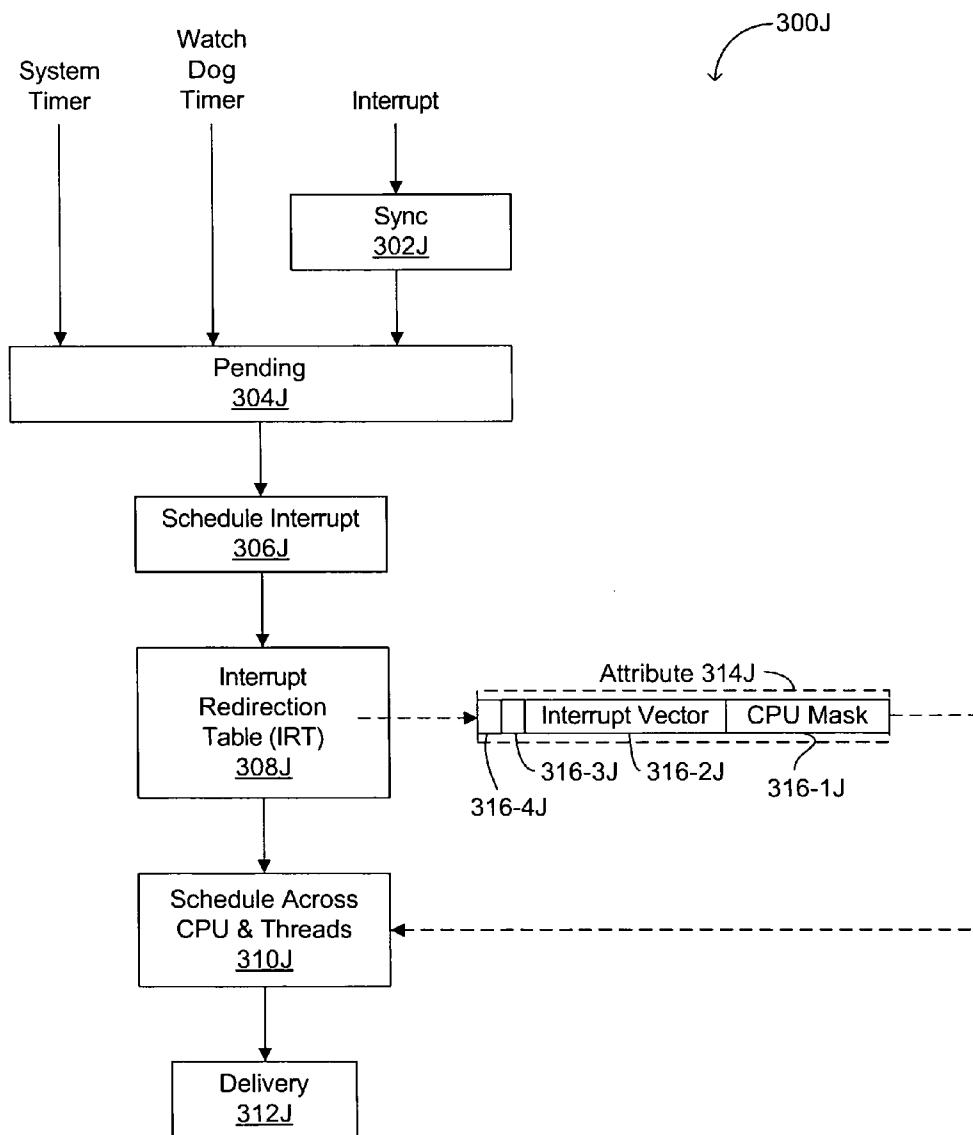 300J
System
Timer
Watch
Dog
Timer
Interrupt
Sync
302J
Pending
304J
Schedule Interrupt
306J
Interrupt
Redirection
Table (IRT)
308J
Attribute 314J
Interrupt Vector
CPU Mask
316-4J
316-3J
316-2J
316-1J
Schedule Across
CPU & Threads
310J
Delivery
312J